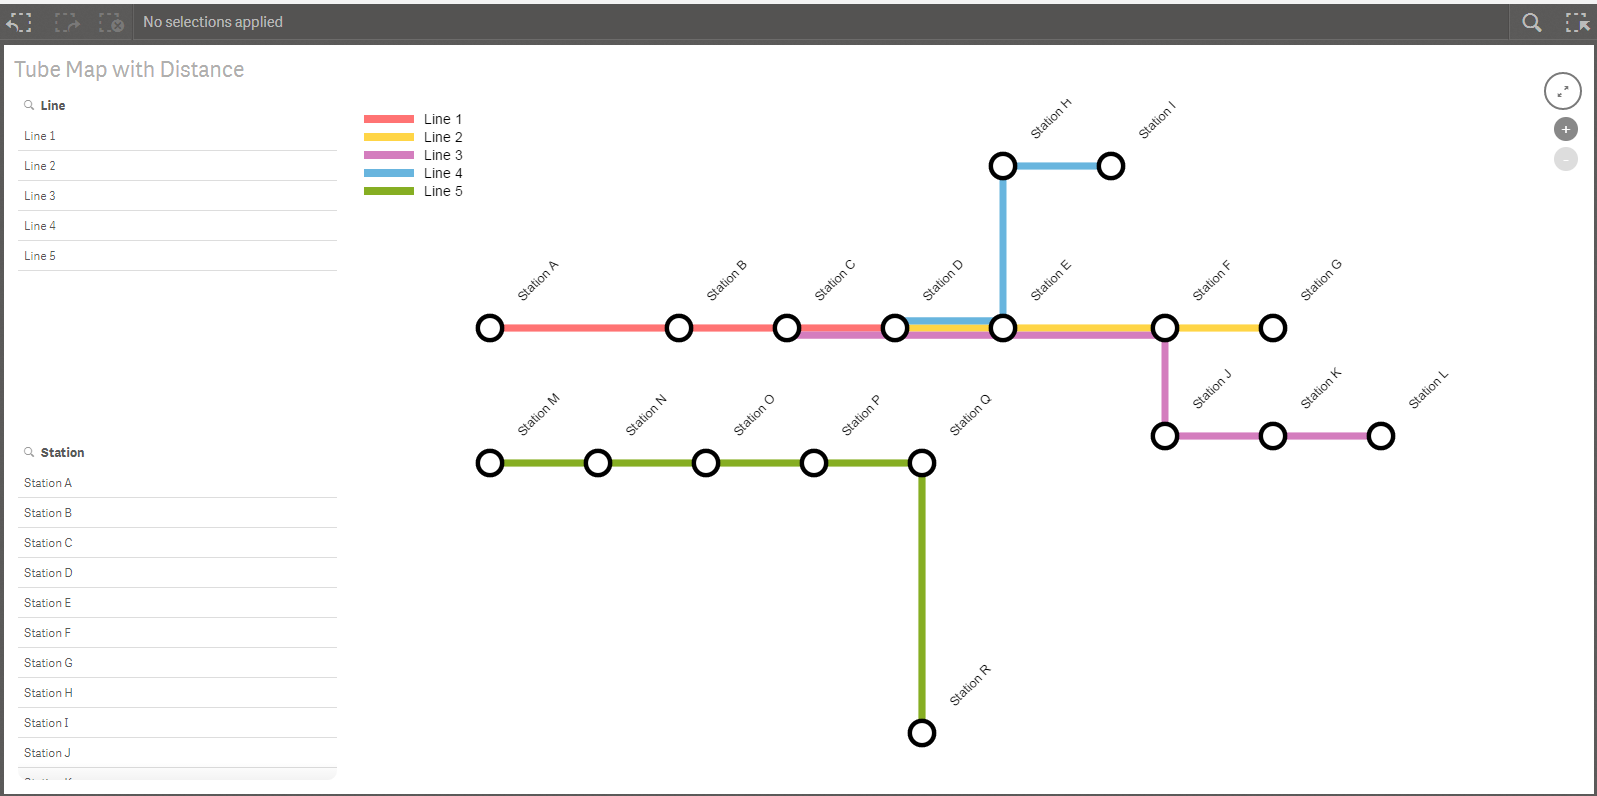 No selections applied
Tube Map with Distance
Line
Line 1
Line 2
Line 3
Line 4
Line 5
Line 1
Line 2
Line 3
Line 4
Line 5
Station H
Station I
Station A
Station B
Station C
Station D
Station E
Station F
Station G
Station J
Station K
Station L
Station M
Station N
Station O
Station P
Station Q
Station R
Station
Station A
Station B
Station C
Station D
Station E
Station F
Station G
Station H
Station I
Station J